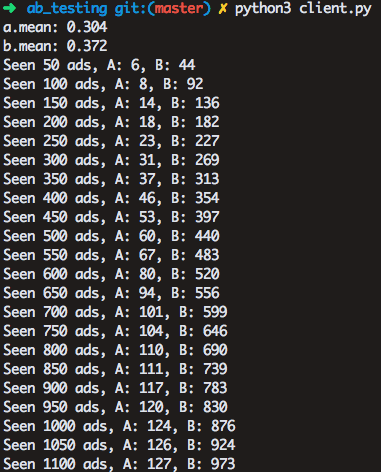 ➜ ab_testing git:(master) ✗ python3 client.py
a.mean: 0.304
b.mean: 0.372
Seen 50 ads, A: 6, B: 44
Seen 100 ads, A: 8, B: 92
Seen 150 ads, A: 14, B: 136
Seen 200 ads, A: 18, B: 182
Seen 250 ads, A: 23, B: 227
Seen 300 ads, A: 31, B: 269
Seen 350 ads, A: 37, B: 313
Seen 400 ads, A: 46, B: 354
Seen 450 ads, A: 53, B: 397
Seen 500 ads, A: 60, B: 440
Seen 550 ads, A: 67, B: 483
Seen 600 ads, A: 80, B: 520
Seen 650 ads, A: 94, B: 556
Seen 700 ads, A: 101, B: 599
Seen 750 ads, A: 104, B: 646
Seen 800 ads, A: 110, B: 690
Seen 850 ads, A: 111, B: 739
Seen 900 ads, A: 117, B: 783
Seen 950 ads, A: 120, B: 830
Seen 1000 ads, A: 124, B: 876
Seen 1050 ads, A: 126, B: 924
Seen 1100 ads, A: 127, B: 973